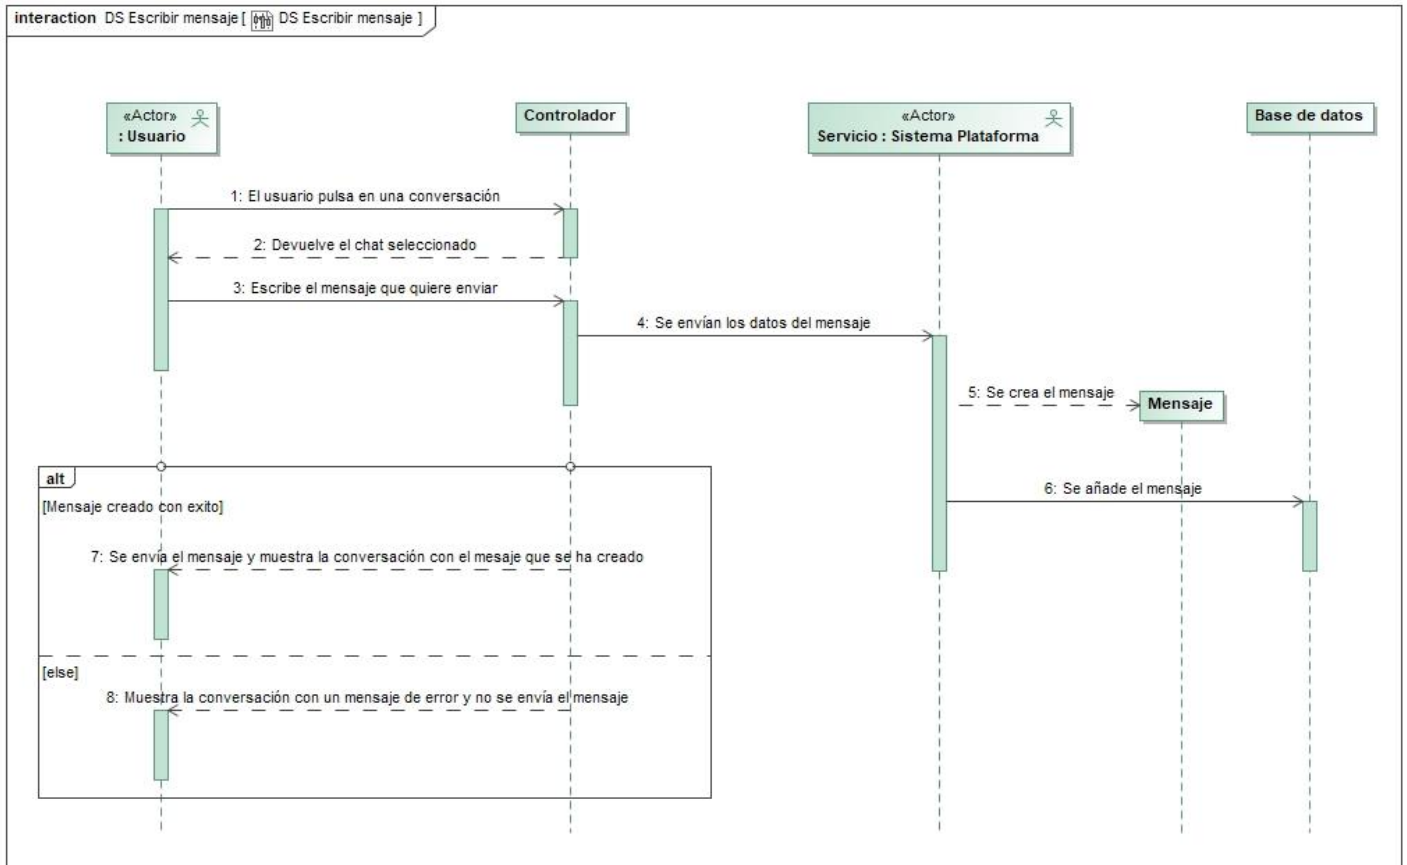 interaction DS Escribir mensaje [ DS Escribir mensaje ]
«Actor»
: Usuario
Controlador
«Actor»
Servicio : Sistema Plataforma
Base de datos
1: El usuario pulsa en una conversación
2: Devuelve el chat seleccionado
3: Escribe el mensaje que quiere enviar
4: Se envían los datos del mensaje
5: Se crea el mensaje
Mensaje
6: Se añade el mensaje
alt
[Mensaje creado con exito]
7: Se envía el mensaje y muestra la conversación con el mesaje que se ha creado
[else]
8: Muestra la conversación con un mensaje de error y no se envía el mensaje